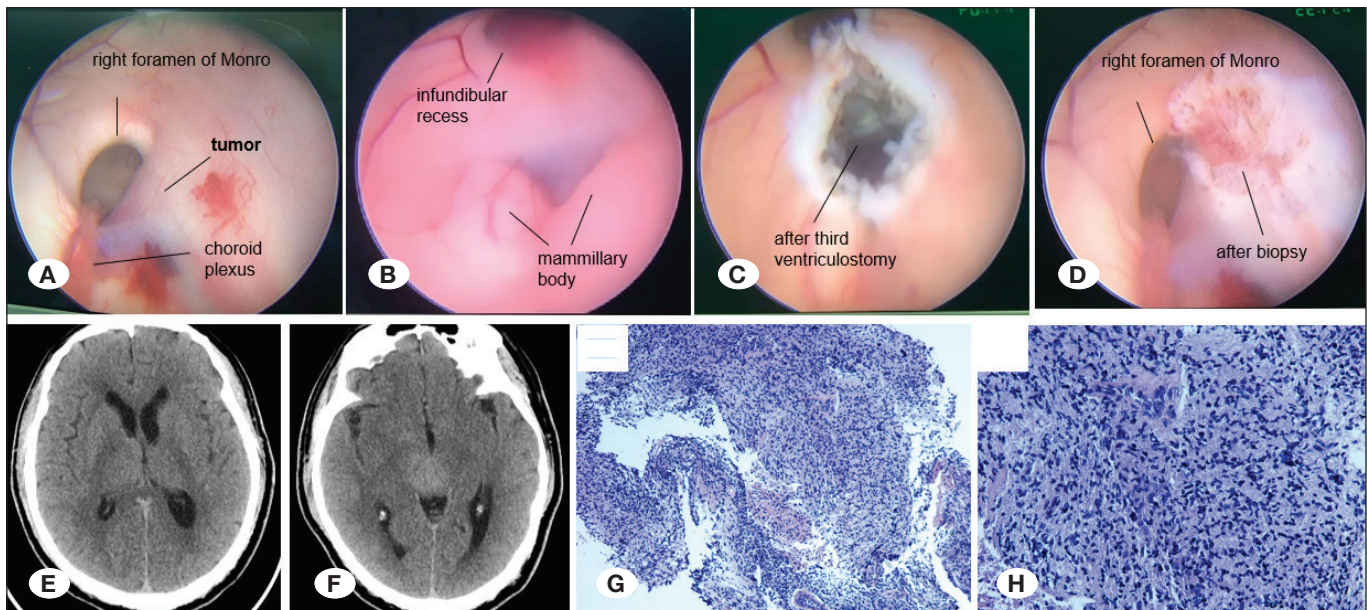 right foramen of Monro
tumor
choroid
plexus
A
infundibular
recess
mammillary
body
B
after third
ventriculostomy
C
right foramen of Monro
after biopsy
D
E
F
G
H